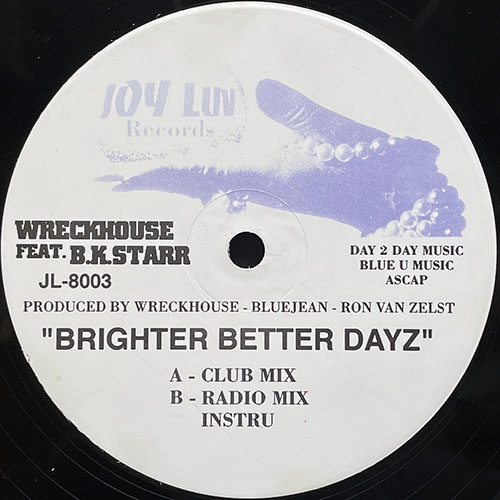 JOY LUV
Records
WRECKHOUSE
FEAT. B.K.STARR
JL-8003
DAY 2 DAY MUSIC
BLUE U MUSIC
ASCAP
PRODUCED BY WRECKHOUSE - BLUEJEAN - RON VAN ZELST
"BRIGHTER BETTER DAYZ"
A - CLUB MIX
B - RADIO MIX
INSTRU